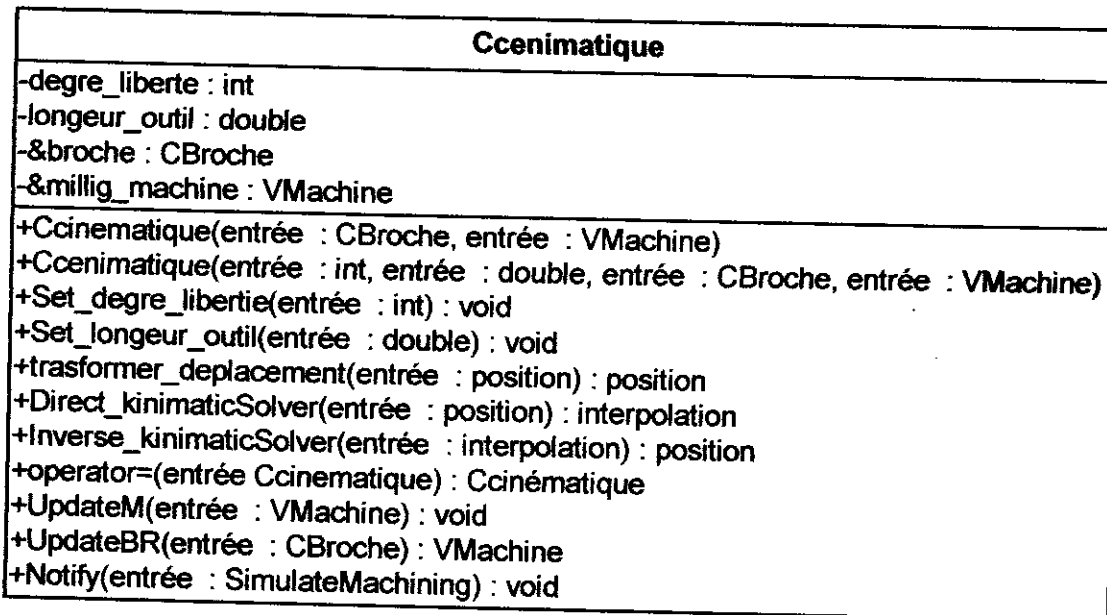 Ccenimatique
-degre_liberte : int
-longeur_outil : double
-&broche : CBroche
-&millig_machine : VMachine
+Ccinematique(entrée : CBroche, entrée : VMachine)
+Ccenimatique(entrée : int, entrée : double, entrée : CBroche, entrée : VMachine)
+Set_degre_libertie(entrée : int) : void
+Set_longeur_outil(entrée : double) : void
+trasformer_deplacement(entrée : position) : position
+Direct_kinimaticSolver(entrée : position) : interpolation
+Inverse_kinimaticSolver(entrée : interpolation) : position
+operator=(entrée Ccinematique) : Ccinématique
+UpdateM(entrée : VMachine) : void
+UpdateBR(entrée : CBroche) : VMachine
+Notify(entrée : SimulateMachining) : void